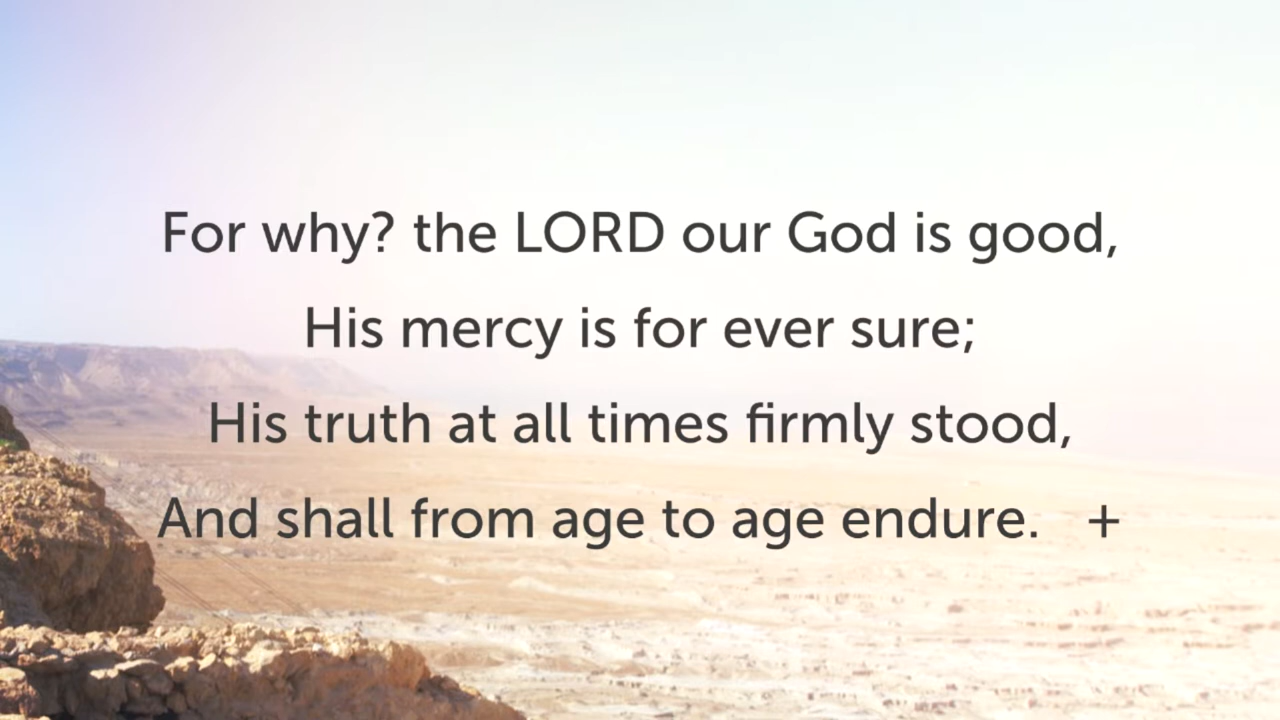 For why? the LORD our God is good,
His mercy is for ever sure;
His truth at all times firmly stood,
And shall from age to age endure. +